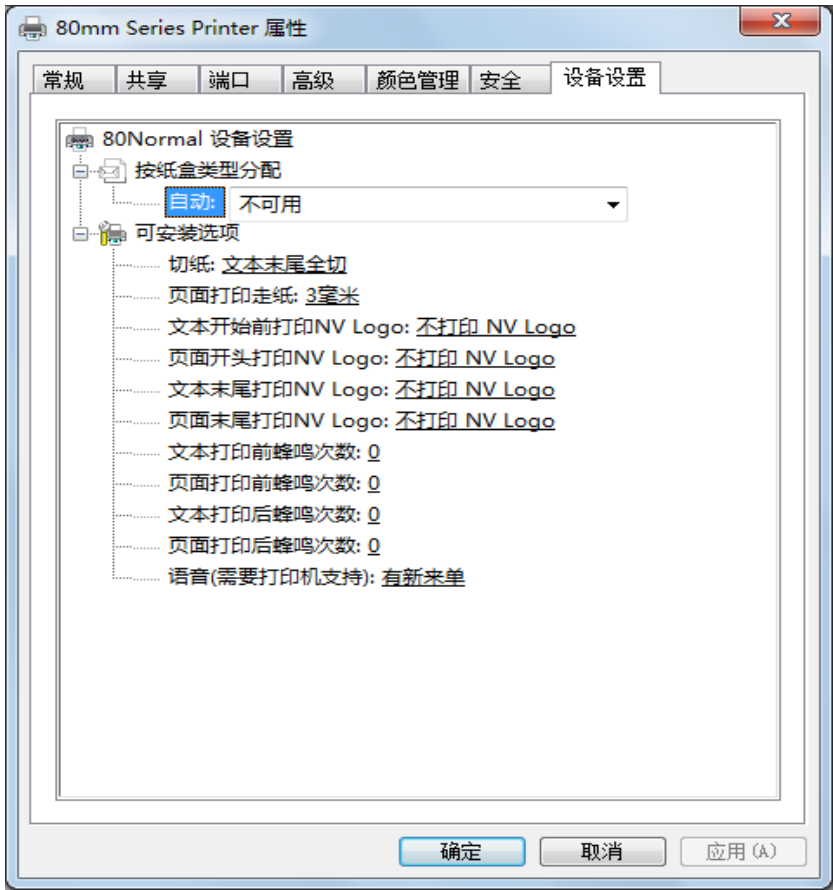 80mm Series Printer 属性
常规 共享 端口 高级 颜色管理 安全 设备设置
80Normal 设备设置
按纸盒类型分配
自动: 不可用
可安装选项
切纸: 文本末尾全切
页面打印走纸: 3毫米
文本开始前打印NV Logo: 不打印 NV Logo
页面开头打印NV Logo: 不打印 NV Logo
文本末尾打印NV Logo: 不打印 NV Logo
页面末尾打印NV Logo: 不打印 NV Logo
文本打印前蜂鸣次数: 0
页面打印前蜂鸣次数: 0
文本打印后蜂鸣次数: 0
页面打印后蜂鸣次数: 0
语音(需要打印机支持): 有新来单
确定 取消 应用(A)